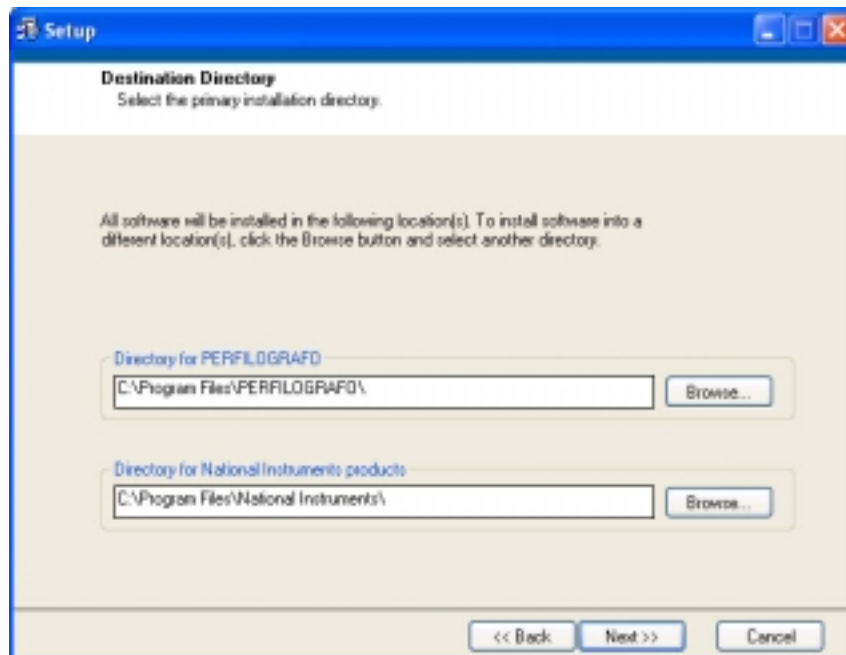 Setup
Destination Directory
Select the primary installation directory.
All software will be installed in the following location(s). To install software into a
different location(s), click the Browse button and select another directory.
Directory for PERFILOGRAFO
C:\Program Files\PERFILOGRAFO\
Browse...
Directory for National Instruments products
C:\Program Files\National Instruments\
Browse...
<< Back
Next >>
Cancel